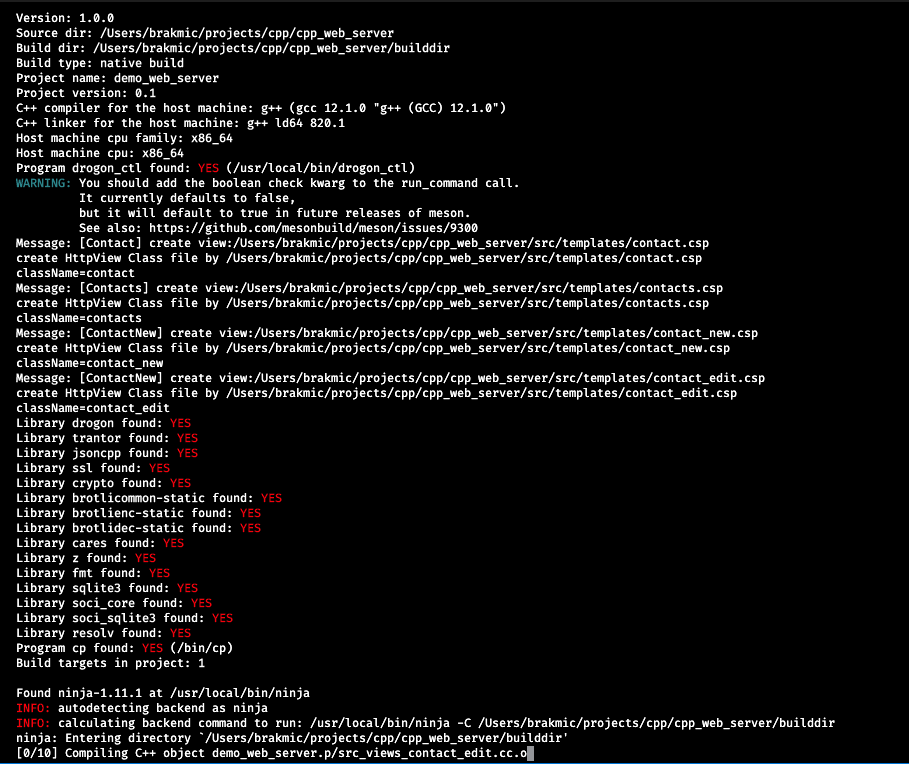 Version: 1.0.0
Source dir: /Users/brakmic/projects/cpp/cpp_web_server
Build dir: /Users/brakmic/projects/cpp/cpp_web_server/builddir
Build type: native build
Project name: demo_web_server
Project version: 0.1
C++ compiler for the host machine: g++ (gcc 12.1.0 "g++ (GCC) 12.1.0")
C++ linker for the host machine: g++ ld64 820.1
Host machine cpu family: x86_64
Host machine cpu: x86_64
Program drogon_ctl found: YES (/usr/local/bin/drogon_ctl)
WARNING: You should add the boolean check kwarg to the run_command call.
         It currently defaults to false,
         but it will default to true in future releases of meson.
         See also: https://github.com/mesonbuild/meson/issues/9300
Message: [Contact] create view:/Users/brakmic/projects/cpp/cpp_web_server/src/templates/contact.csp
create HttpView Class file by /Users/brakmic/projects/cpp/cpp_web_server/src/templates/contact.csp
className=contact
Message: [Contacts] create view:/Users/brakmic/projects/cpp/cpp_web_server/src/templates/contacts.csp
create HttpView Class file by /Users/brakmic/projects/cpp/cpp_web_server/src/templates/contacts.csp
className=contacts
Message: [ContactNew] create view:/Users/brakmic/projects/cpp/cpp_web_server/src/templates/contact_new.csp
create HttpView Class file by /Users/brakmic/projects/cpp/cpp_web_server/src/templates/contact_new.csp
className=contact_new
Message: [ContactNew] create view:/Users/brakmic/projects/cpp/cpp_web_server/src/templates/contact_edit.csp
create HttpView Class file by /Users/brakmic/projects/cpp/cpp_web_server/src/templates/contact_edit.csp
className=contact_edit
Library drogon found: YES
Library trantor found: YES
Library jsoncpp found: YES
Library ssl found: YES
Library crypto found: YES
Library brotlicommon-static found: YES
Library brotlienc-static found: YES
Library brotlidec-static found: YES
Library cares found: YES
Library z found: YES
Library fmt found: YES
Library sqlite3 found: YES
Library soci_core found: YES
Library soci_sqlite3 found: YES
Library resolv found: YES
Program cp found: YES (/bin/cp)
Build targets in project: 1

Found ninja-1.11.1 at /usr/local/bin/ninja
INFO: autodetecting backend as ninja
INFO: calculating backend command to run: /usr/local/bin/ninja -C /Users/brakmic/projects/cpp/cpp_web_server/builddir
ninja: Entering directory `/Users/brakmic/projects/cpp/cpp_web_server/builddir'
[0/10] Compiling C++ object demo_web_server.p/src_views_contact_edit.cc.o